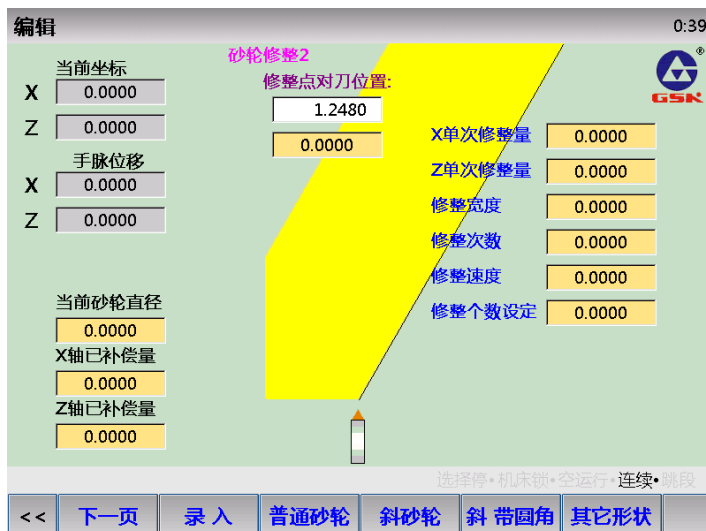 编辑
0:39
砂轮修整2
当前坐标
X 0.0000
Z 0.0000
手脉位移
X 0.0000
Z 0.0000
修整点对刀位置:
1.2480
0.0000
GSK®
X单次修整量 0.0000
Z单次修整量 0.0000
修整宽度 0.0000
修整次数 0.0000
修整速度 0.0000
修整个数设定 0.0000
当前砂轮直径
0.0000
X轴已补偿量
0.0000
Z轴已补偿量
0.0000
选择停•机床锁•空运行•连续•跳段
<< 下一页 录入 普通砂轮 斜砂轮 斜 带圆角 其它形状